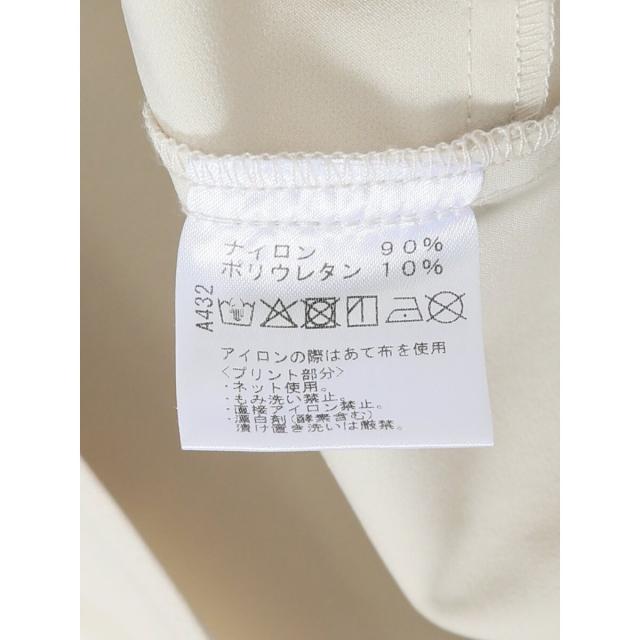 ナイロン 90%
ポリウレタン 10%
A432
アイロンの際はあて布を使用
<プリント部分>
・ネット使用。
・もみ洗い禁止。
・直接アイロン禁止。
・漂白剤(酵素含む)
漬け置き洗いは厳禁。